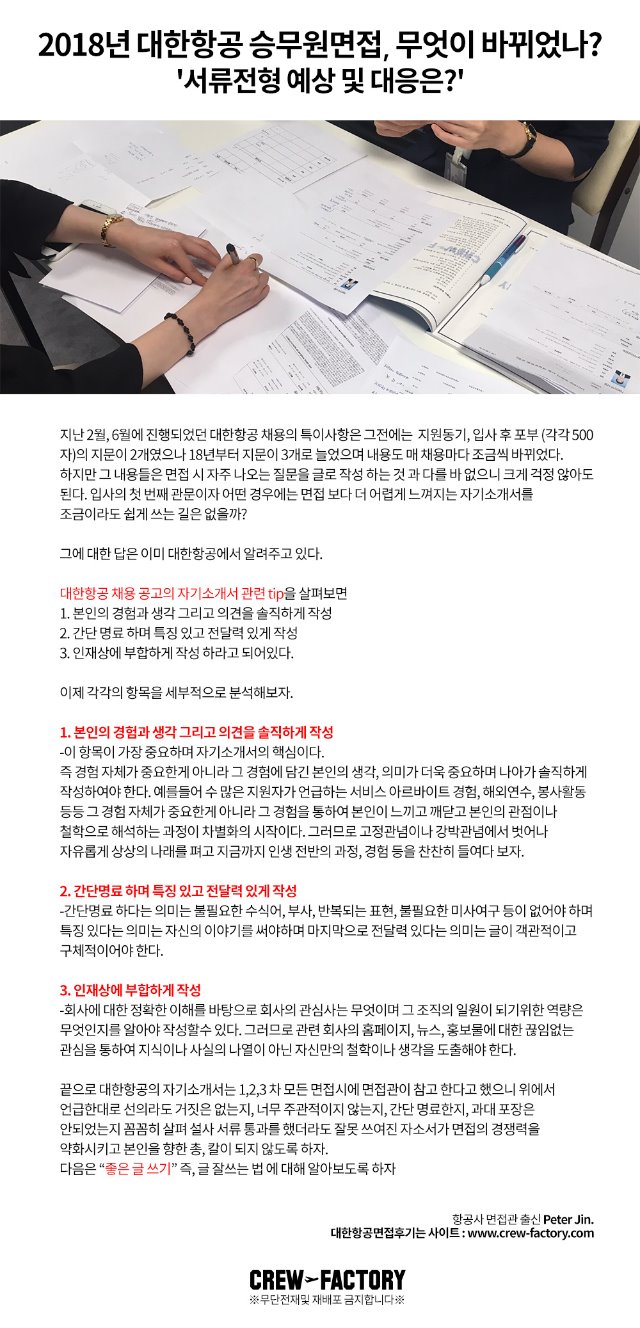 2018년 대한항공 승무원면접, 무엇이 바뀌었나?
'서류전형 예상 및 대응은?'
지난 2월, 6월에 진행되었던 대한항공 채용의 특이사항은 그전에는 지원동기, 입사 후 포부 (각각 500
자)의 지문이 2개였으나 18년부터 지문이 3개로 늘었으며 내용도 매 채용마다 조금씩 바뀌었다.
하지만 그 내용들은 면접 시 자주 나오는 질문을 글로 작성 하는 것 과 다를 바 없으니 크게 걱정 않아도
된다. 입사의 첫 번째 관문이자 어떤 경우에는 면접 보다 더 어렵게 느껴지는 자기소개서를
조금이라도 쉽게 쓰는 길은 없을까?
그에 대한 답은 이미 대한항공에서 알려주고 있다.
대한항공 채용 공고의 자기소개서 관련 tip을 살펴보면
1. 본인의 경험과 생각 그리고 의견을 솔직하게 작성
2. 간단 명료 하며 특징 있고 전달력 있게 작성
3. 인재상에 부합하게 작성 하라고 되어있다.
이제 각각의 항목을 세부적으로 분석해보자.
1. 본인의 경험과 생각 그리고 의견을 솔직하게 작성
-이 항목이 가장 중요하며 자기소개서의 핵심이다.
즉 경험 자체가 중요한게 아니라 그 경험에 담긴 본인의 생각, 의미가 더욱 중요하며 나아가 솔직하게
작성하여야 한다. 예를들어 수 많은 지원자가 언급하는 서비스 아르바이트 경험, 해외연수, 봉사활동
등등 그 경험 자체가 중요한게 아니라 그 경험을 통하여 본인이 느끼고 깨닫고 본인의 관점이나
철학으로 해석하는 과정이 차별화의 시작이다. 그러므로 고정관념이나 강박관념에서 벗어나
자유롭게 상상의 나래를 펴고 지금까지 인생 전반의 과정, 경험 등을 찬찬히 들여다 보자.
2. 간단명료 하며 특징 있고 전달력 있게 작성
-간단명료 하다는 의미는 불필요한 수식어, 부사, 반복되는 표현, 불필요한 미사여구 등이 없어야 하며
특징 있다는 의미는 자신의 이야기를 써야하며 마지막으로 전달력 있다는 의미는 글이 객관적이고
구체적이어야 한다.
3. 인재상에 부합하게 작성
-회사에 대한 정확한 이해를 바탕으로 회사의 관심사는 무엇이며 그 조직의 일원이 되기위한 역량은
무엇인지를 알아야 작성할수 있다. 그러므로 관련 회사의 홈페이지, 뉴스, 홍보물에 대한 끊임없는
관심을 통하여 지식이나 사실의 나열이 아닌 자신만의 철학이나 생각을 도출해야 한다.
끝으로 대한항공의 자기소개서는 1,2,3 차 모든 면접시에 면접관이 참고 한다고 했으니 위에서
언급한대로 선의라도 거짓은 없는지, 너무 주관적이지 않는지, 간단 명료한지, 과대 포장은
안되었는지 꼼꼼히 살펴 설사 서류 통과를 했더라도 잘못 쓰여진 자소서가 면접의 경쟁력을
약화시키고 본인을 향한 총, 칼이 되지 않도록 하자.
다음은 “좋은 글 쓰기” 즉, 글 잘쓰는 법 에 대해 알아보도록 하자
항공사 면접관 출신 Peter Jin.
대한항공면접후기는 사이트 : www.crew-factory.com
CREW FACTORY
※무단전재및 재배포 금지합니다※